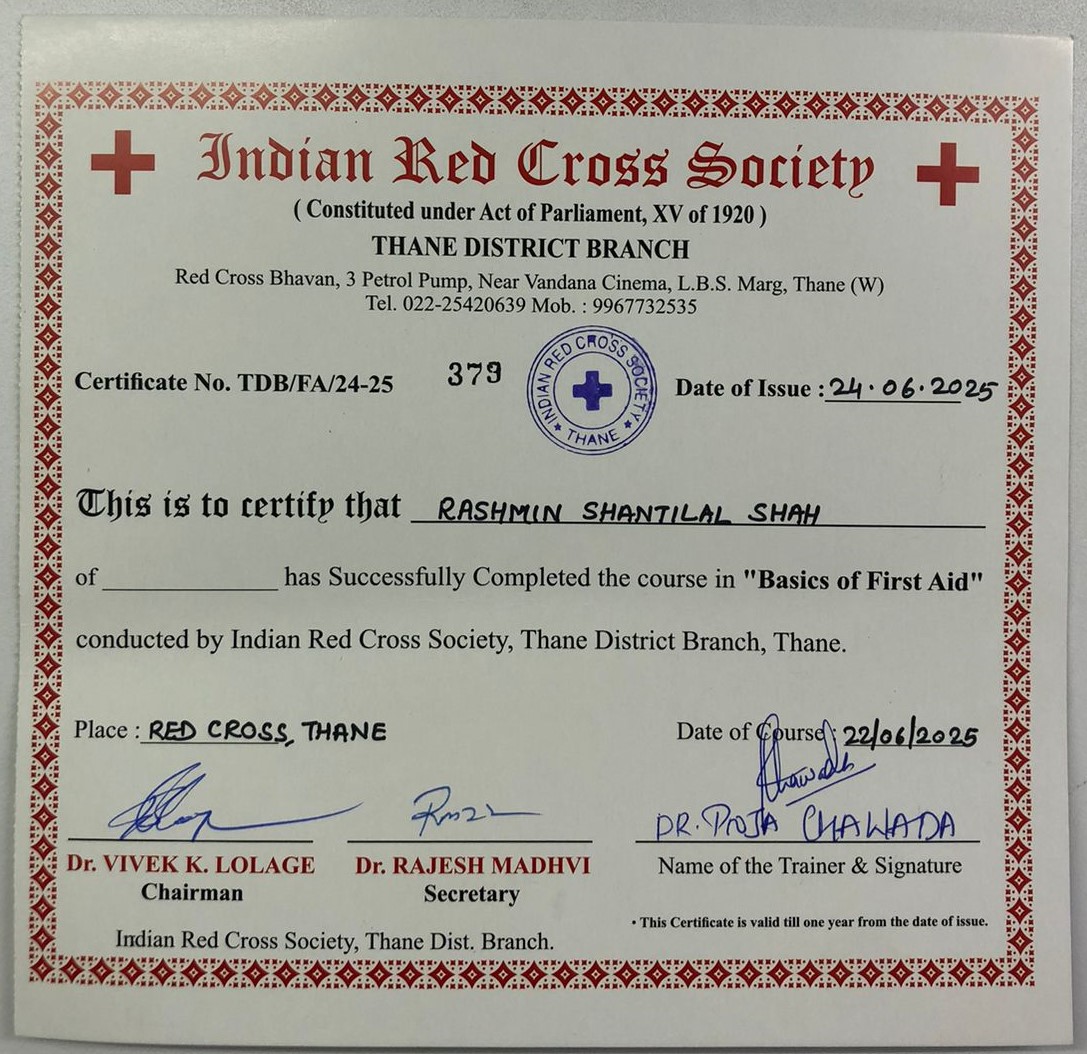 Indian Red Cross Society
( Constituted under Act of Parliament, XV of 1920 )
THANE DISTRICT BRANCH
Red Cross Bhavan, 3 Petrol Pump, Near Vandana Cinema, L.B.S. Marg, Thane (W)
Tel. 022-25420639 Mob. : 9967732535
Certificate No. TDB/FA/24-25 379
INDIAN RED CROSS SOCIETY
THANE
Date of Issue : 24.06.2025
This is to certify that RASHMIN SHANTILAL SHAH
of ____________ has Successfully Completed the course in "Basics of First Aid"
conducted by Indian Red Cross Society, Thane District Branch, Thane.
Place : RED CROSS, THANE Date of Course : 22/06/2025
DR. POOJA CHAWADA
Dr. VIVEK K. LOLAGE Dr. RAJESH MADHVI Name of the Trainer & Signature
Chairman Secretary
• This Certificate is valid till one year from the date of issue.
Indian Red Cross Society, Thane Dist. Branch.